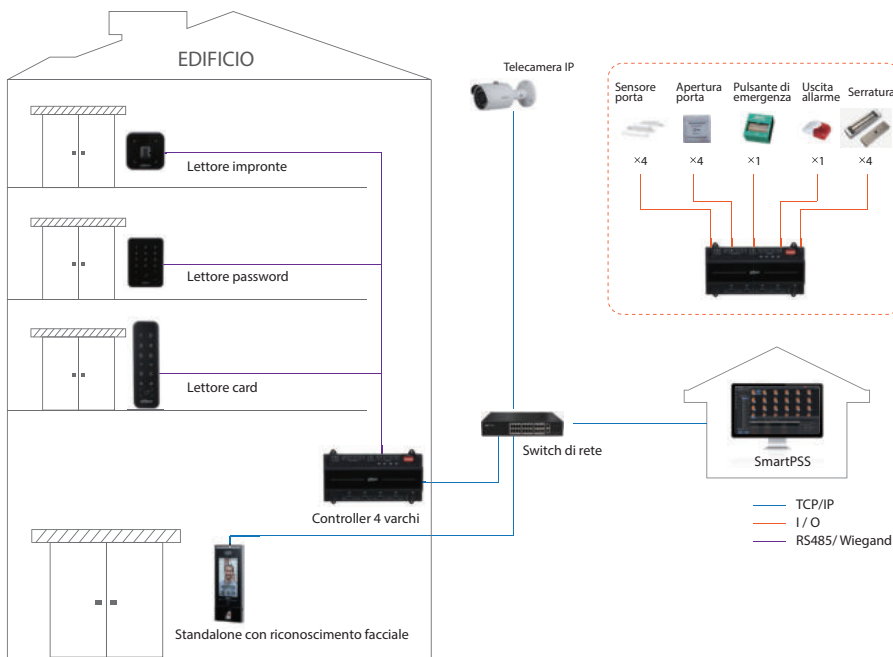 EDIFICIO
Telecamera IP
Sensore porta
Apertura porta
Pulsante di emergenza
Uscita allarme
Serratura
×4
×4
×1
×1
×4
Lettore impronte
Lettore password
Lettore card
Switch di rete
SmartPSS
Controller 4 varchi
TCP/IP
I / O
RS485/ Wiegand
Standalone con riconoscimento facciale